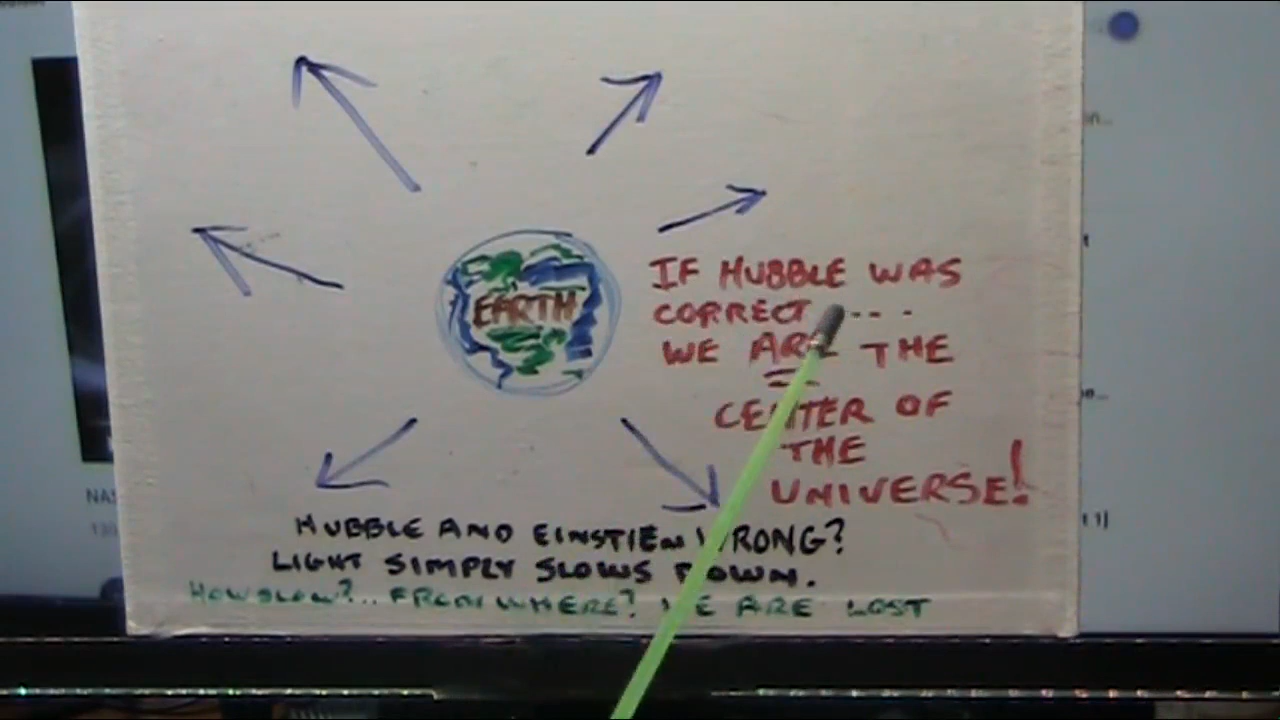 EARTH
IF HUBBLE WAS
CORRECT....
WE ARE THE
CENTER OF
THE
UNIVERSE!
HUBBLE AND EINSTIEN WRONG?
LIGHT SIMPLY SLOWS DOWN.
HOW SLOW?.. FROM WHERE? WE ARE LOST